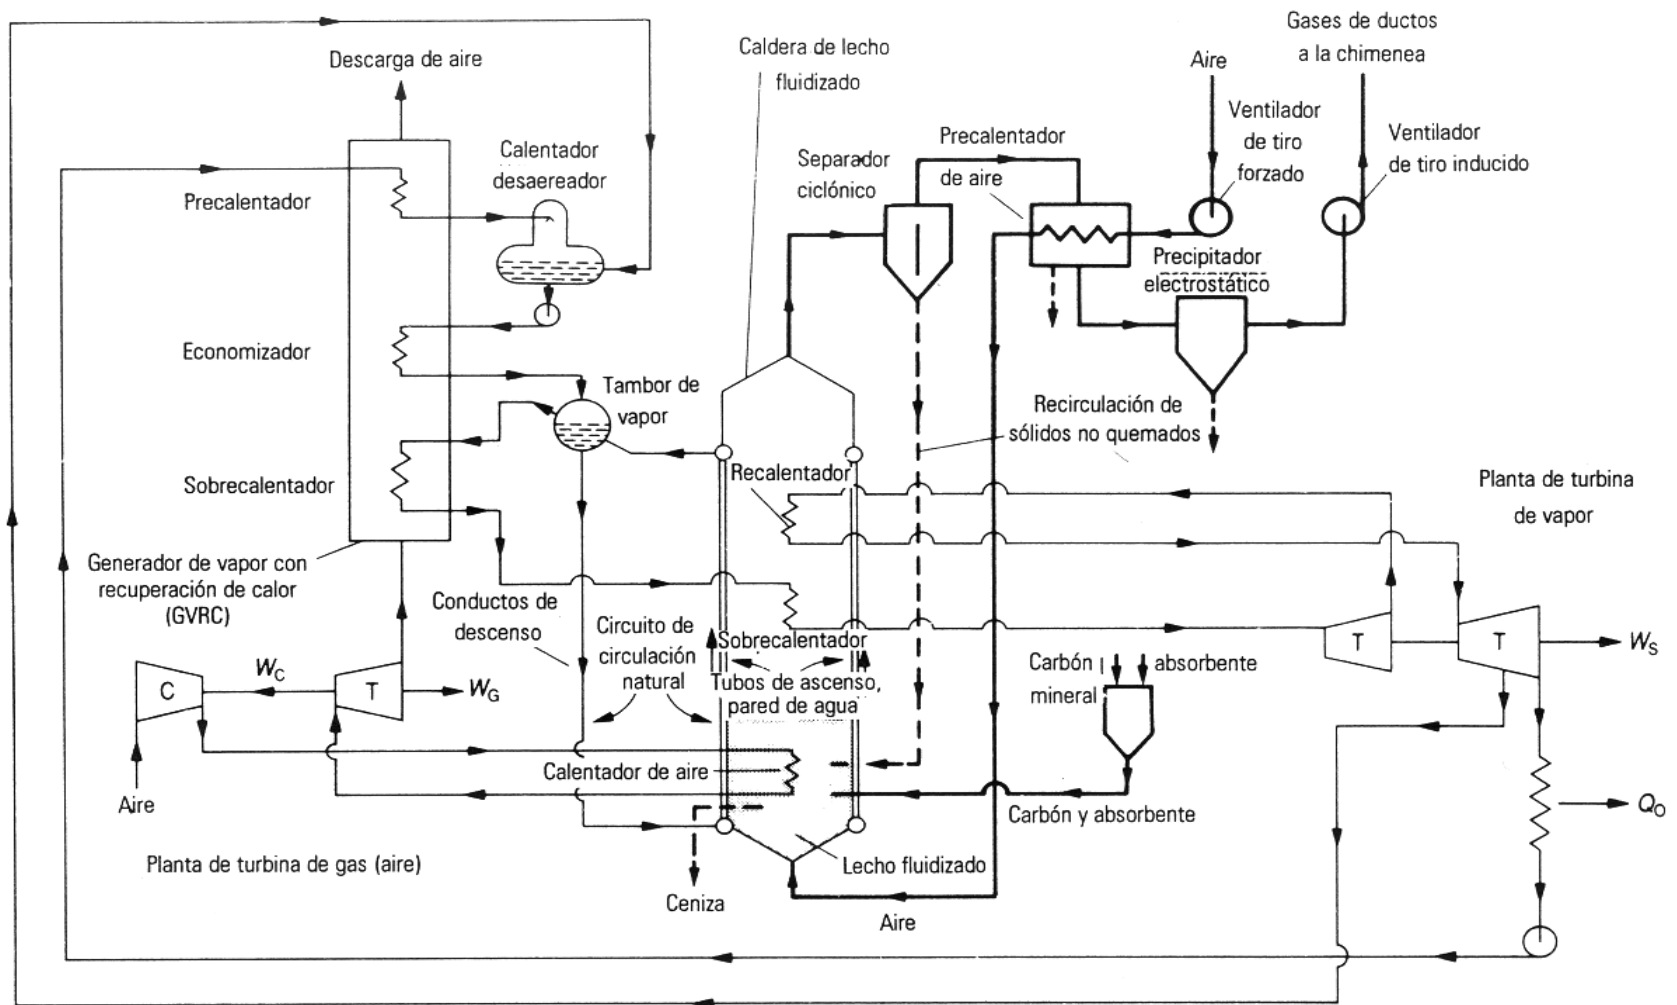 Gases de ductos
a la chimenea
Descarga de aire
Caldera de lecho
fluidizado
Aire
Ventilador
de tiro
forzado
Ventilador
de tiro inducido
Calentador
desaereador
Separador
ciclónico
Precalentador
de aire
Precalentador
Precipitador
electrostático
Economizador
Tambor de
vapor
Recirculación de
sólidos no quemados
Recalentador
Sobrecalentador
Planta de turbina
de vapor
Generador de vapor con
recuperación de calor
(GVRC)
Conductos de
descenso
Circuito de
circulación
natural
Sobrecalentador
Tubos de ascenso,
pared de agua
Carbón
mineral
absorbente
T
T
W_S
C
W_C
T
W_G
Calentador de aire
Aire
Carbón y absorbente
Q_O
Planta de turbina de gas (aire)
Lecho fluidizado
Ceniza
Aire